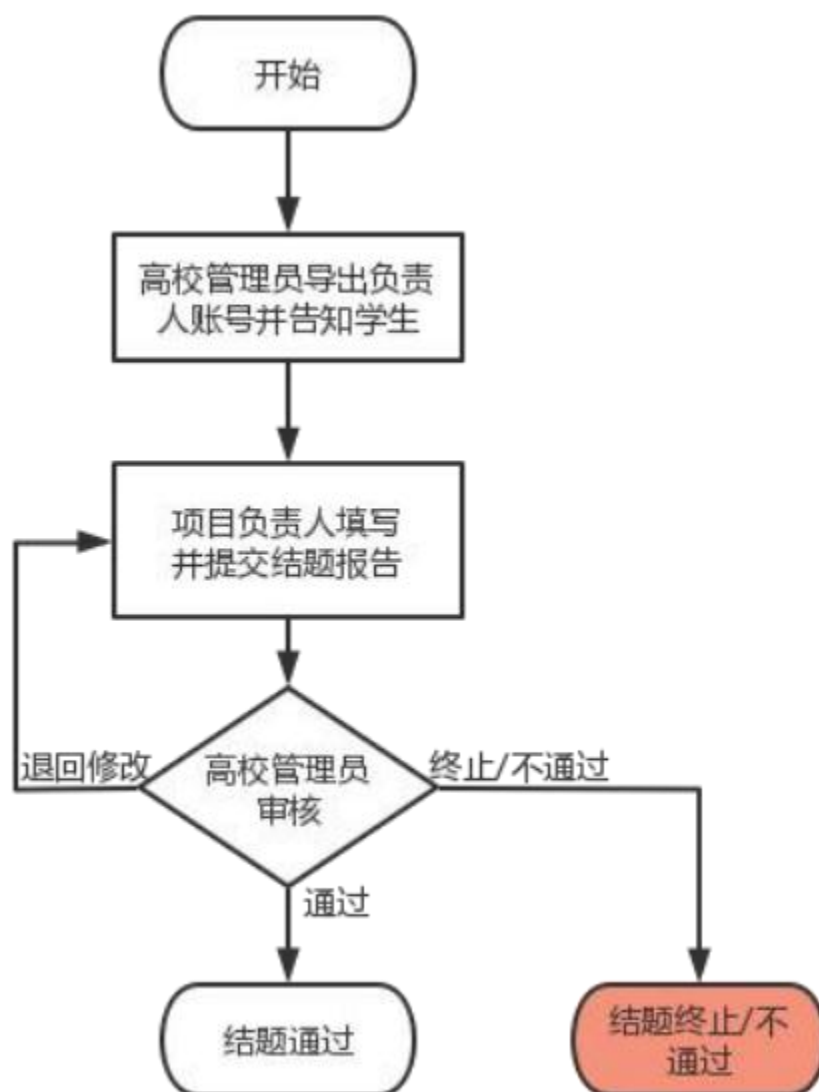 开始
高校管理员导出负责
人账号并告知学生
项目负责人填写
并提交结题报告
退回修改
高校管理员
审核
终止/不通过
通过
结题通过
结题终止/不
通过